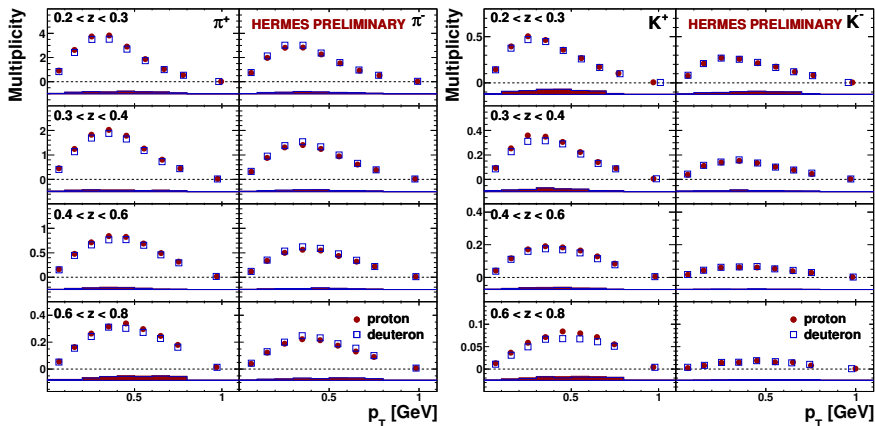 0.2 < z < 0.3 π+ HERMES PRELIMINARY π-
0.2 < z < 0.3 K+ HERMES PRELIMINARY K-
Multiplicity
Multiplicity
4
2
0
0.5
0
0.3 < z < 0.4
0.3 < z < 0.4
2
1
0
0.4
0.2
0
0.4 < z < 0.6
0.4 < z < 0.6
1
0.5
0
0.4
0.2
0
0.6 < z < 0.8
0.6 < z < 0.8
proton
deuteron
proton
deuteron
0.4
0.2
0
0.1
0.05
0
0.5 1 0.5 1
0.5 1 0.5 1
pT [GeV]
pT [GeV]